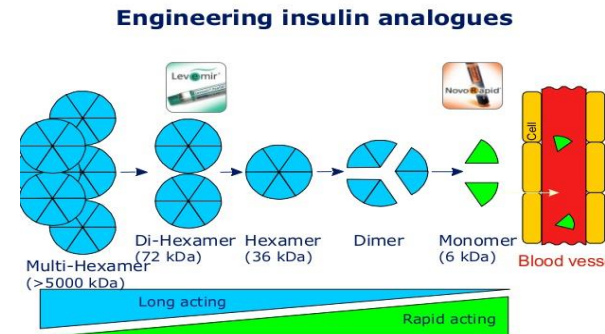 Engineering insulin analogues
Levemir®
NovoRapid®
Cell
Di-Hexamer
(72 kDa)
Hexamer
(36 kDa)
Dimer
Monomer
(6 kDa)
Multi-Hexamer
(>5000 kDa)
Blood vesse
Long acting
Rapid acting